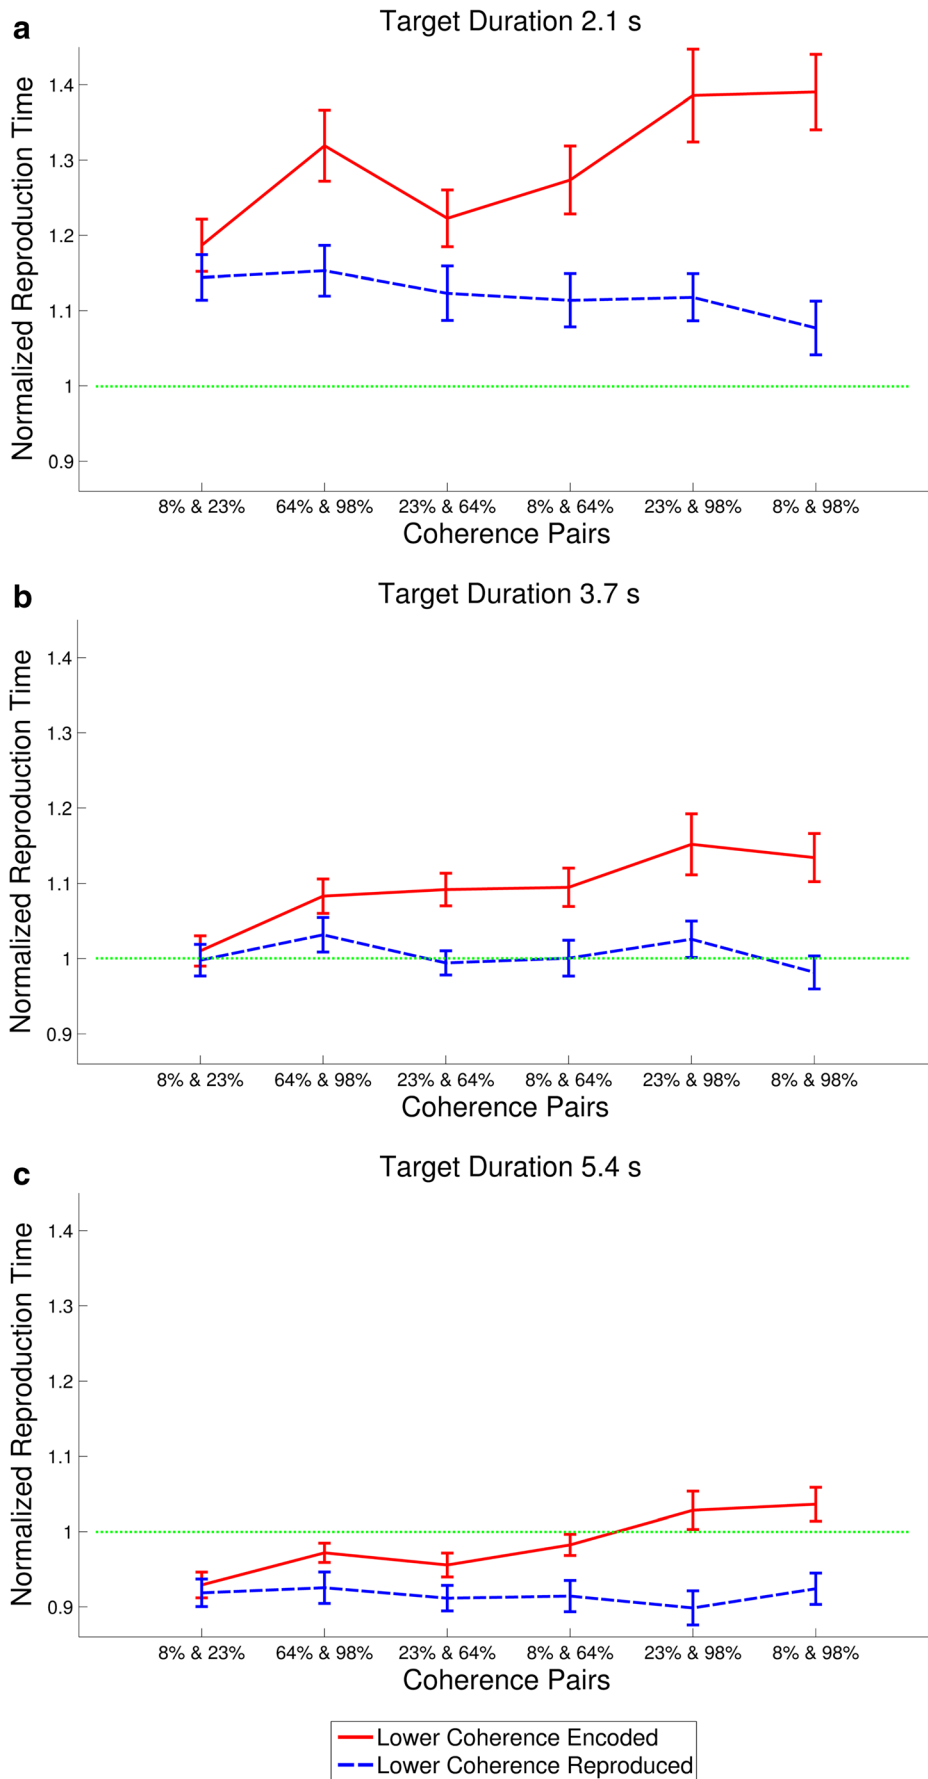 a
Target Duration 2.1 s
Normalized Reproduction Time
1.4
1.3
1.2
1.1
1
0.9
8% & 23% 64% & 98% 23% & 64% 8% & 64% 23% & 98% 8% & 98%
Coherence Pairs
b
Target Duration 3.7 s
Normalized Reproduction Time
1.4
1.3
1.2
1.1
1
0.9
8% & 23% 64% & 98% 23% & 64% 8% & 64% 23% & 98% 8% & 98%
Coherence Pairs
c
Target Duration 5.4 s
Normalized Reproduction Time
1.4
1.3
1.2
1.1
1
0.9
8% & 23% 64% & 98% 23% & 64% 8% & 64% 23% & 98% 8% & 98%
Coherence Pairs
Lower Coherence Encoded
Lower Coherence Reproduced